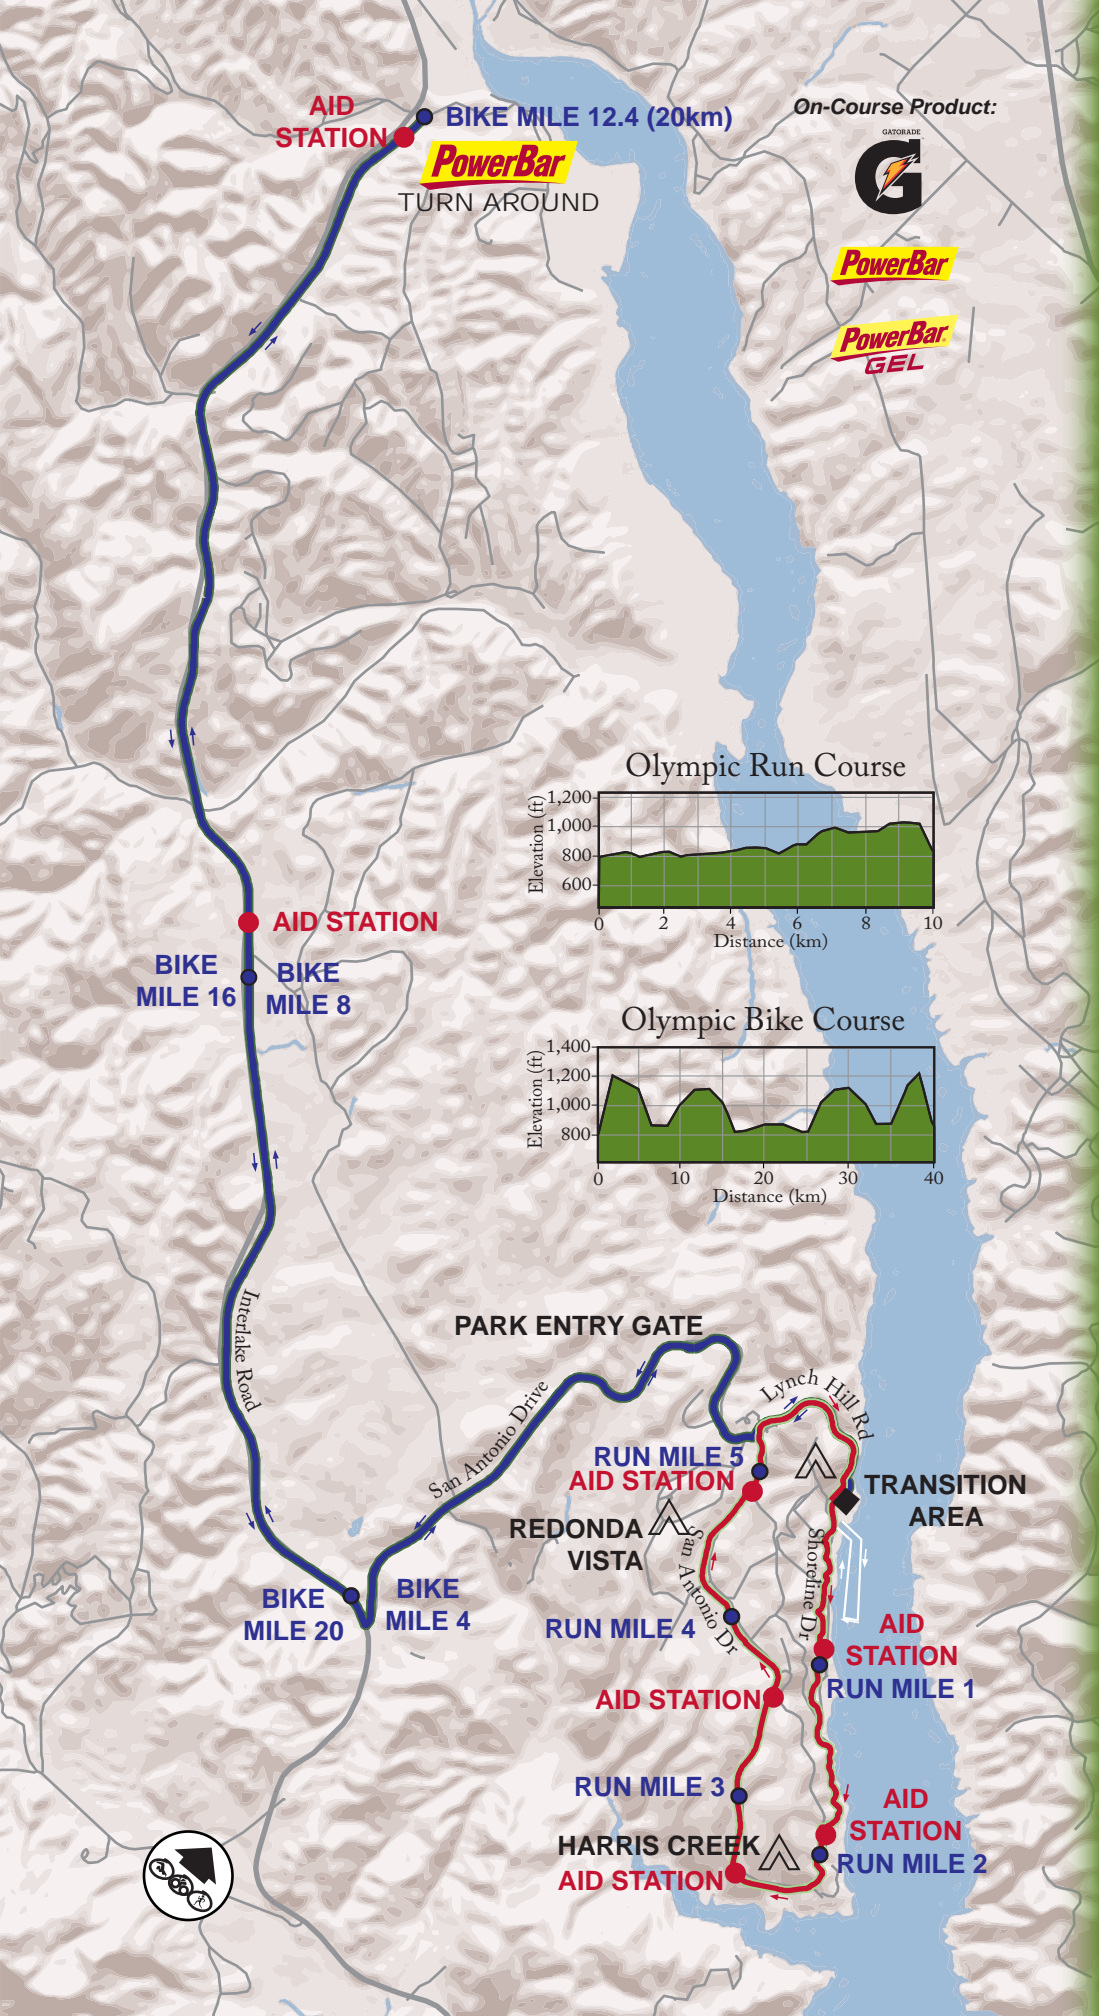 AID
STATION
BIKE MILE 12.4 (20km)
PowerBar
TURN AROUND
On-Course Product:
GATORADE
G
PowerBar
PowerBar
GEL
Olympic Run Course
Elevation (ft)
1,200
1,000
800
600
0 2 4 6 8 10
Distance (km)
AID STATION
BIKE
MILE 16
BIKE
MILE 8
Olympic Bike Course
Elevation (ft)
1,400
1,200
1,000
800
0 10 20 30 40
Distance (km)
Interlake Road
PARK ENTRY GATE
San Antonio Drive
Lynch Hill Rd
RUN MILE 5
AID STATION
TRANSITION
AREA
REDONDA
VISTA
San Antonio Dr
Shoreline Dr
BIKE
MILE 20
BIKE
MILE 4
RUN MILE 4
AID
STATION
RUN MILE 1
AID STATION
RUN MILE 3
AID
STATION
HARRIS CREEK
RUN MILE 2
AID STATION